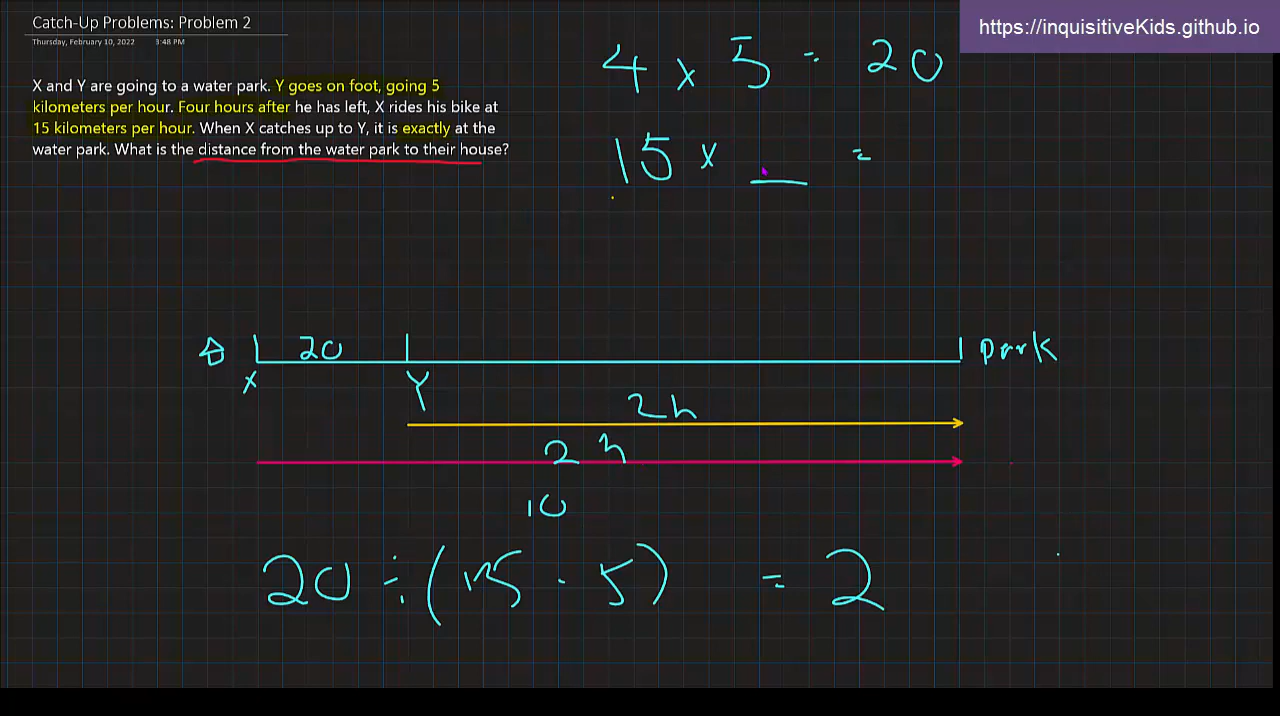 Catch-Up Problems: Problem 2
Thursday, February 10, 2022 3:48 PM
https://inquisitiveKids.github.io
X and Y are going to a water park. Y goes on foot, going 5
kilometers per hour. Four hours after he has left, X rides his bike at
15 kilometers per hour. When X catches up to Y, it is exactly at the
water park. What is the distance from the water park to their house?
4 x 5 = 20
15 x __ =
20
Park
X
Y
2h
2 h
10
20 ÷ (15 - 5) = 2